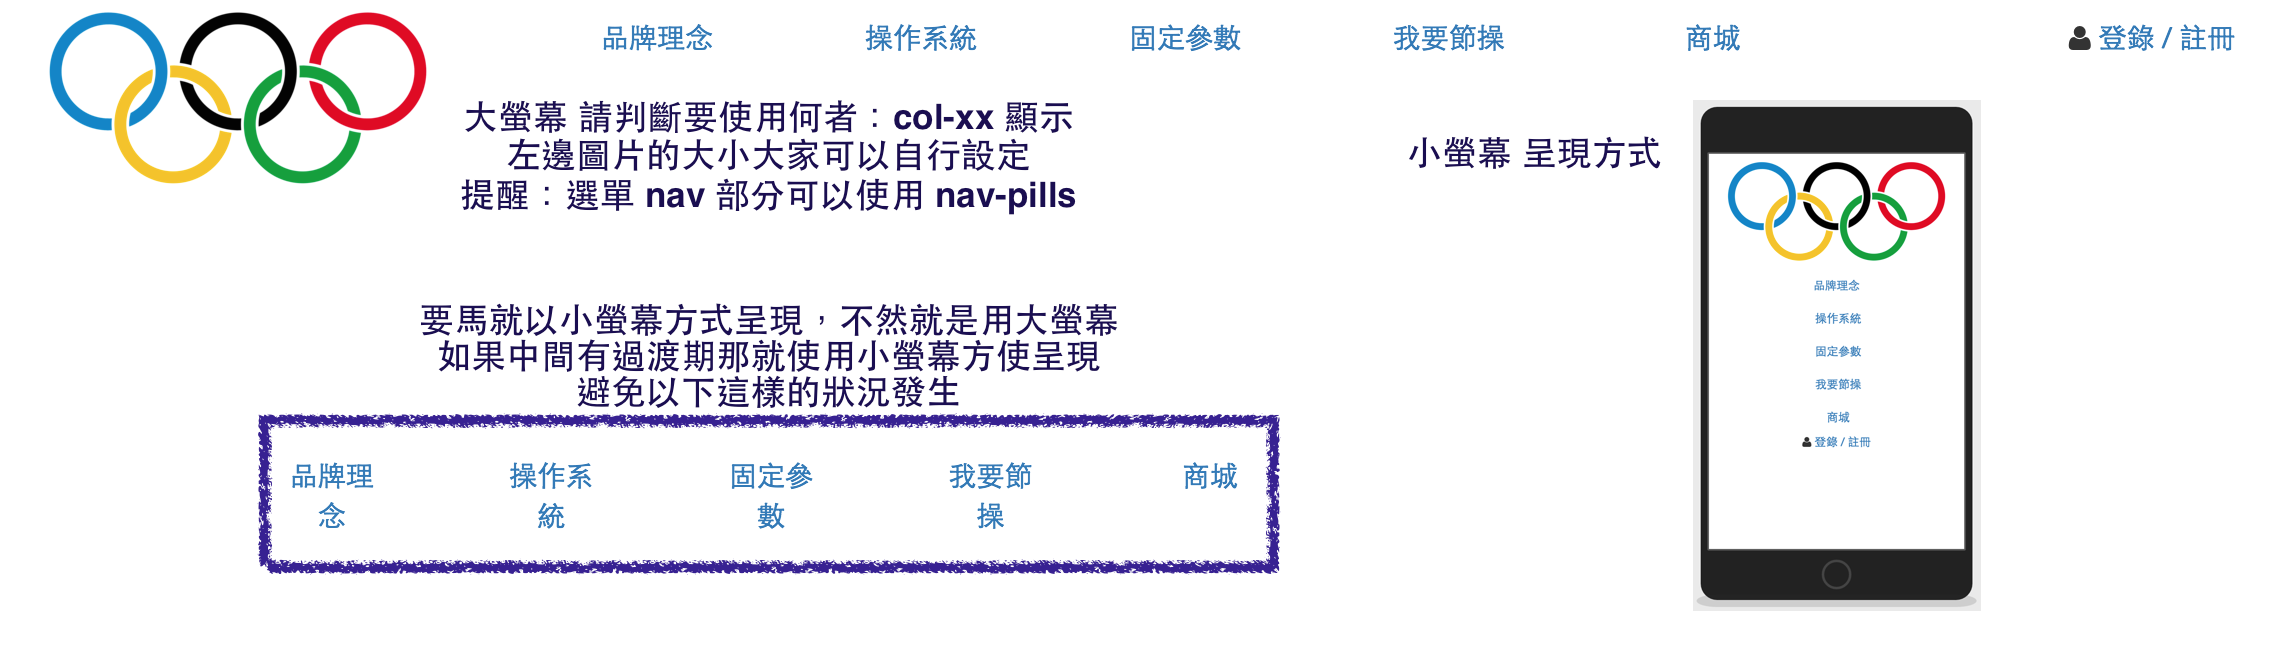 品牌理念
操作系統
固定參數
我要節操
商城
登錄 / 註冊
大螢幕 請判斷要使用何者：col-xx 顯示
左邊圖片的大小大家可以自行設定
提醒：選單 nav 部分可以使用 nav-pills
小螢幕 呈現方式
要馬就以小螢幕方式呈現，不然就是用大螢幕
如果中間有過渡期那就使用小螢幕方使呈現
避免以下這樣的狀況發生
品牌理
念
操作系
統
固定參
數
我要節
操
商城
品牌理念
操作系統
固定參數
我要節操
商城
登錄 / 註冊